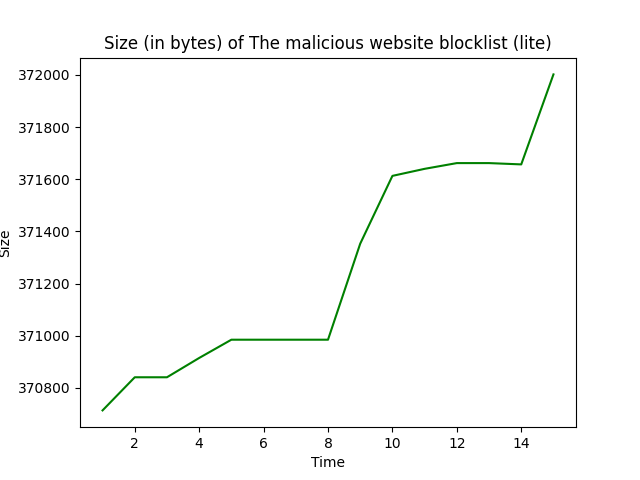 Size (in bytes) of The malicious website blocklist (lite)
372000
371800
371600
371400
371200
371000
370800
Size
2 4 6 8 10 12 14
Time